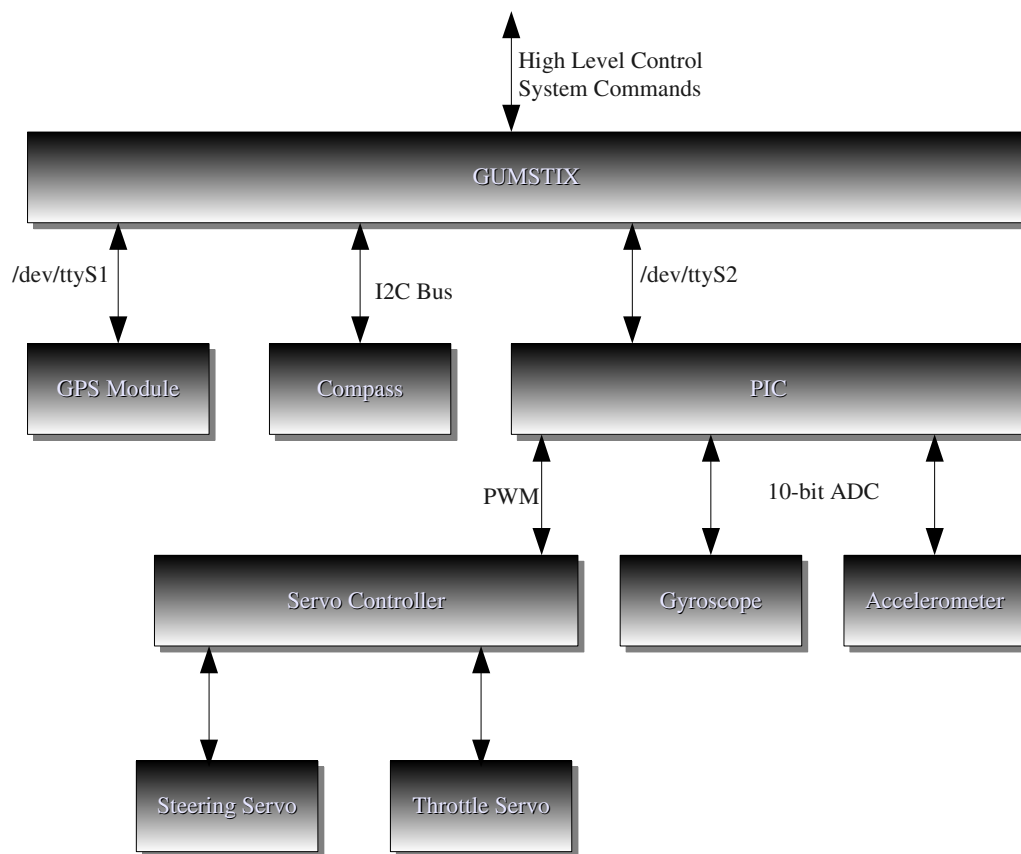 High Level Control
System Commands
GUMSTIX
/dev/ttyS1
I2C Bus
/dev/ttyS2
GPS Module
Compass
PIC
PWM
10-bit ADC
Servo Controller
Gyroscope
Accelerometer
Steering Servo
Throttle Servo